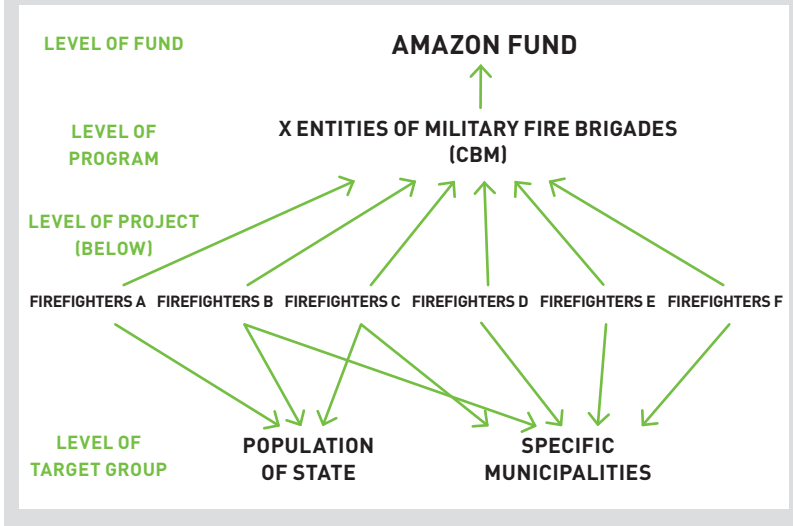 LEVEL OF FUND
AMAZON FUND
LEVEL OF
PROGRAM
X ENTITIES OF MILITARY FIRE BRIGADES
(CBM)
LEVEL OF PROJECT
(BELOW)
FIREFIGHTERS A FIREFIGHTERS B FIREFIGHTERS C FIREFIGHTERS D FIREFIGHTERS E FIREFIGHTERS F
LEVEL OF
TARGET GROUP
POPULATION
OF STATE
SPECIFIC
MUNICIPALITIES